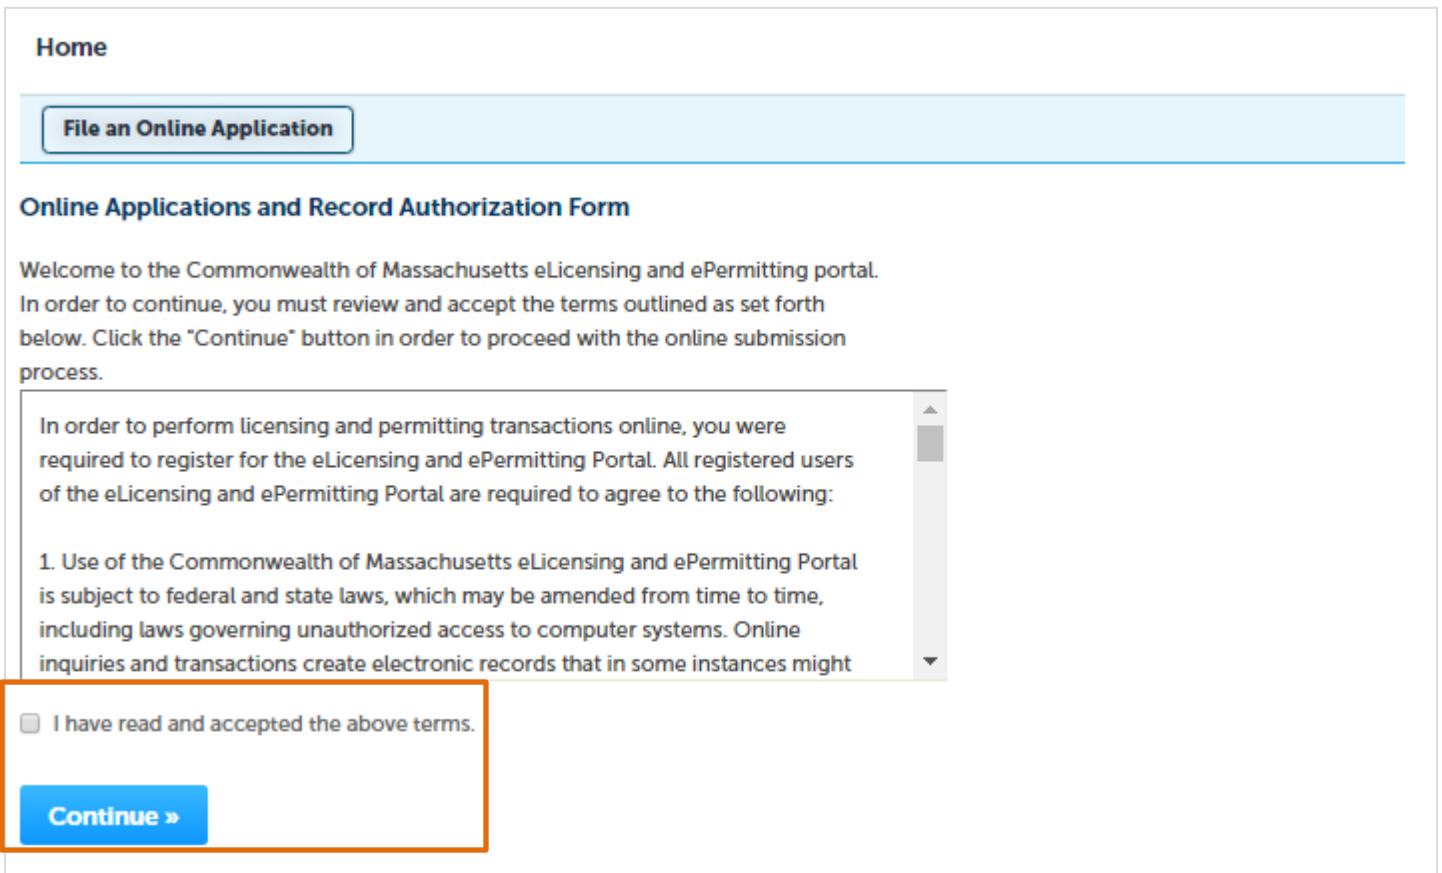 Home
File an Online Application
Online Applications and Record Authorization Form
Welcome to the Commonwealth of Massachusetts eLicensing and ePermitting portal.
In order to continue, you must review and accept the terms outlined as set forth
below. Click the "Continue" button in order to proceed with the online submission
process.
In order to perform licensing and permitting transactions online, you were
required to register for the eLicensing and ePermitting Portal. All registered users
of the eLicensing and ePermitting Portal are required to agree to the following:
1. Use of the Commonwealth of Massachusetts eLicensing and ePermitting Portal
is subject to federal and state laws, which may be amended from time to time,
including laws governing unauthorized access to computer systems. Online
inquiries and transactions create electronic records that in some instances might
I have read and accepted the above terms.
Continue »